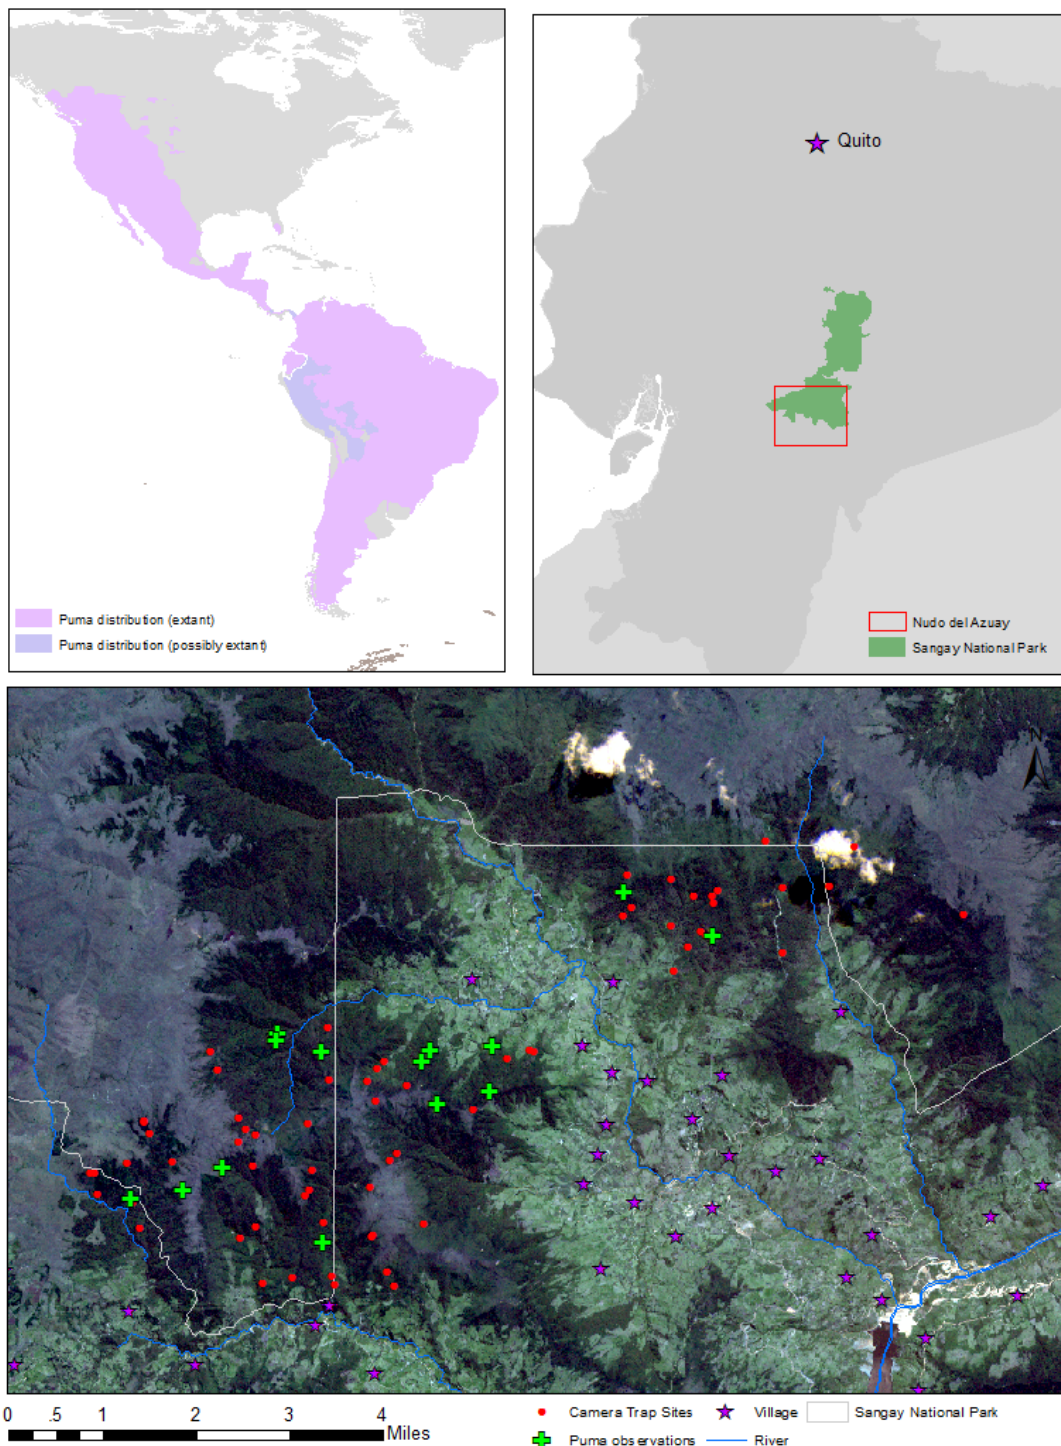 Puma distribution (extant)
Puma distribution (possibly extant)
Quito
Nudo del Azuay
Sangay National Park
N
0 .5 1 2 3 4
Miles
Camera Trap Sites Village Sangay National Park
Puma observations River